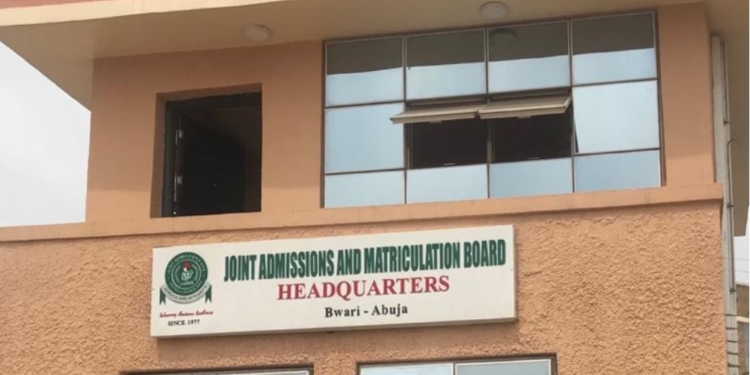 JOINT ADMISSIONS AND MATRICULATION BOARD
HEADQUARTERS
Bwari - Abuja
SINCE 1977